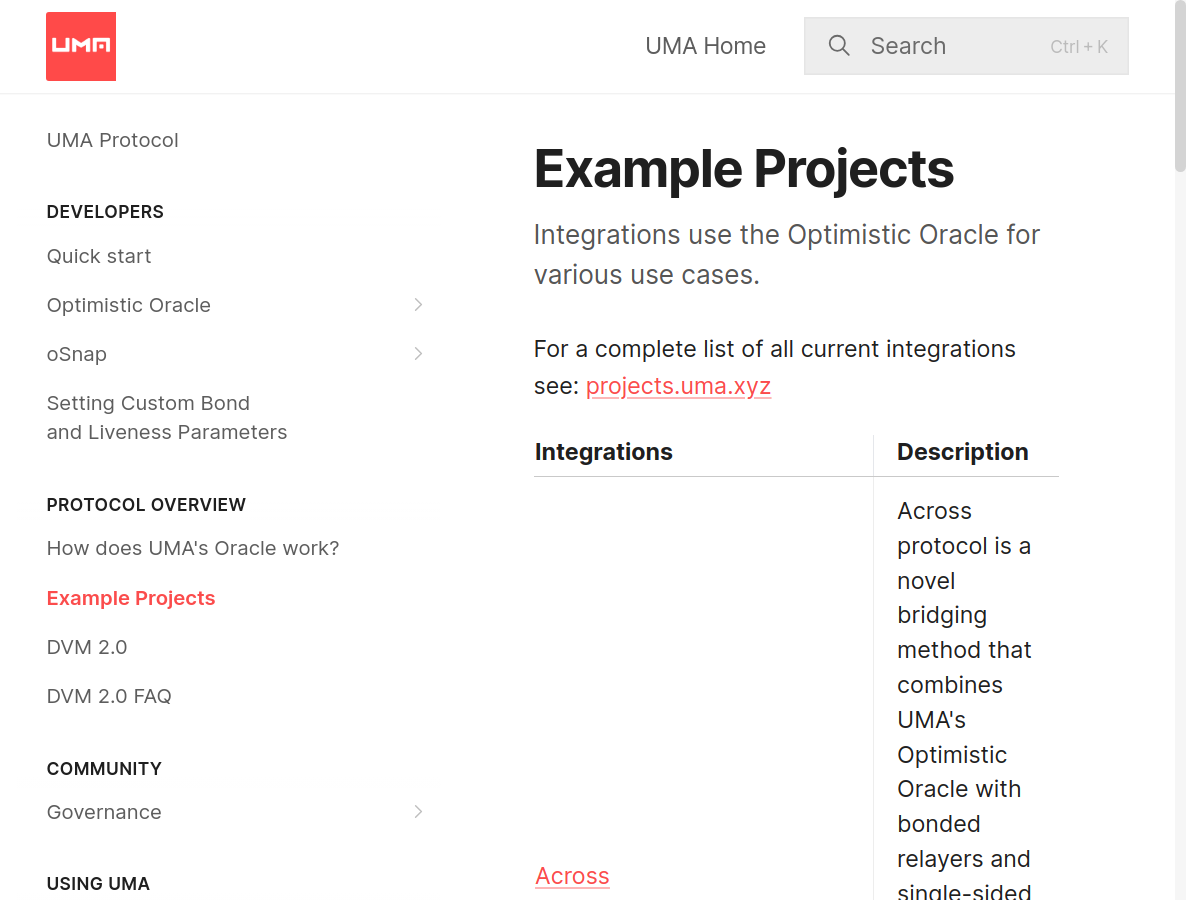 UMA
UMA Home
Search
Ctrl + K
UMA Protocol
DEVELOPERS
Quick start
Optimistic Oracle
oSnap
Setting Custom Bond
and Liveness Parameters
PROTOCOL OVERVIEW
How does UMA's Oracle work?
Example Projects
DVM 2.0
DVM 2.0 FAQ
COMMUNITY
Governance
USING UMA
Example Projects
Integrations use the Optimistic Oracle for
various use cases.
For a complete list of all current integrations
see: projects.uma.xyz
Integrations
Description
Across
Across
protocol is a
novel
bridging
method that
combines
UMA's
Optimistic
Oracle with
bonded
relayers and
single-sided